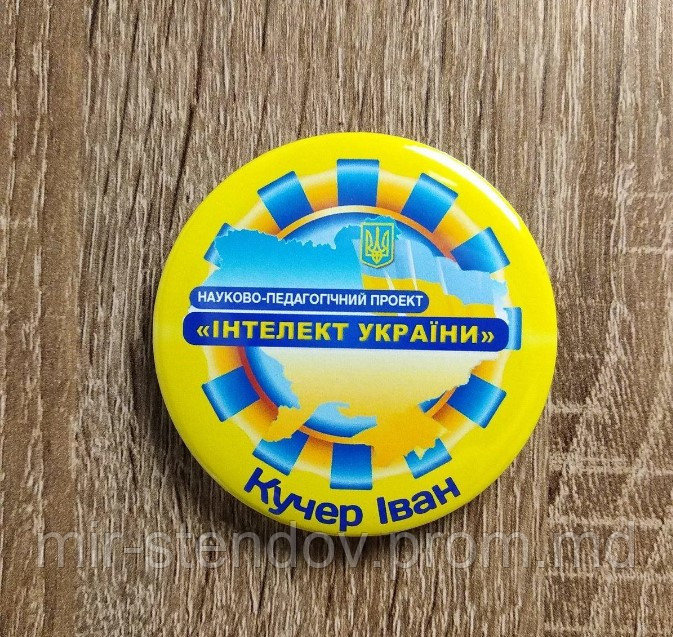 НАУКОВО-ПЕДАГОГІЧНИЙ ПРОЕКТ
«ІНТЕЛЕКТ УКРАЇНИ»
Кучер Іван
mir-stendov.prom.md